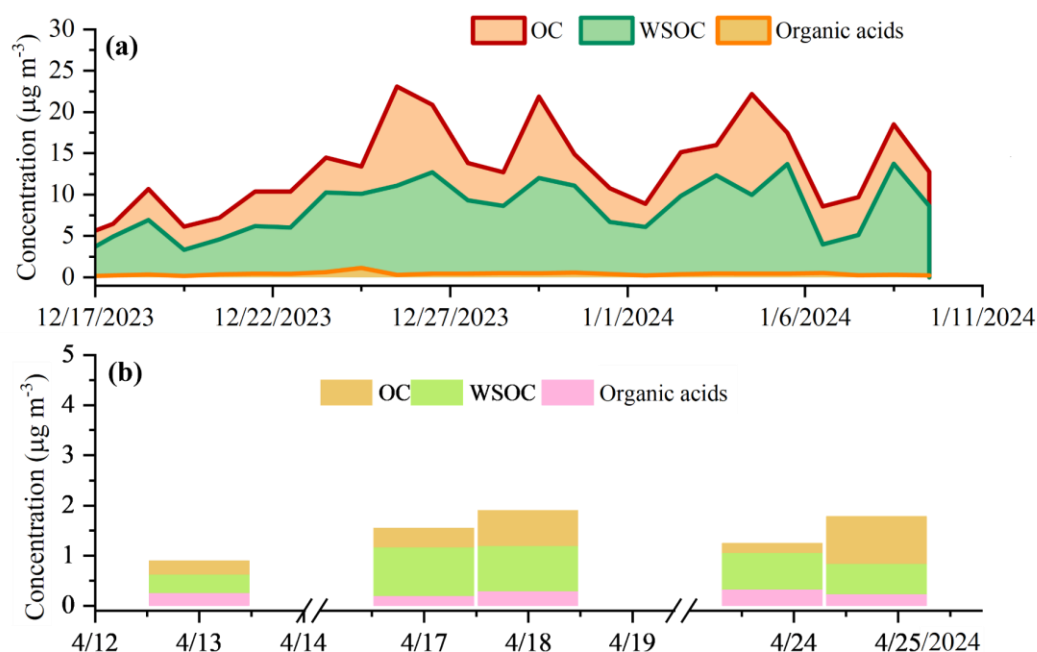 (a)
OC WSOC Organic acids
Concentration (μg m⁻³)
30
25
20
15
10
5
0
12/17/2023 12/22/2023 12/27/2023 1/1/2024 1/6/2024 1/11/2024
(b)
OC WSOC Organic acids
Concentration (μg m⁻³)
5
4
3
2
1
0
4/12 4/13 4/14 4/17 4/18 4/19 4/24 4/25/2024